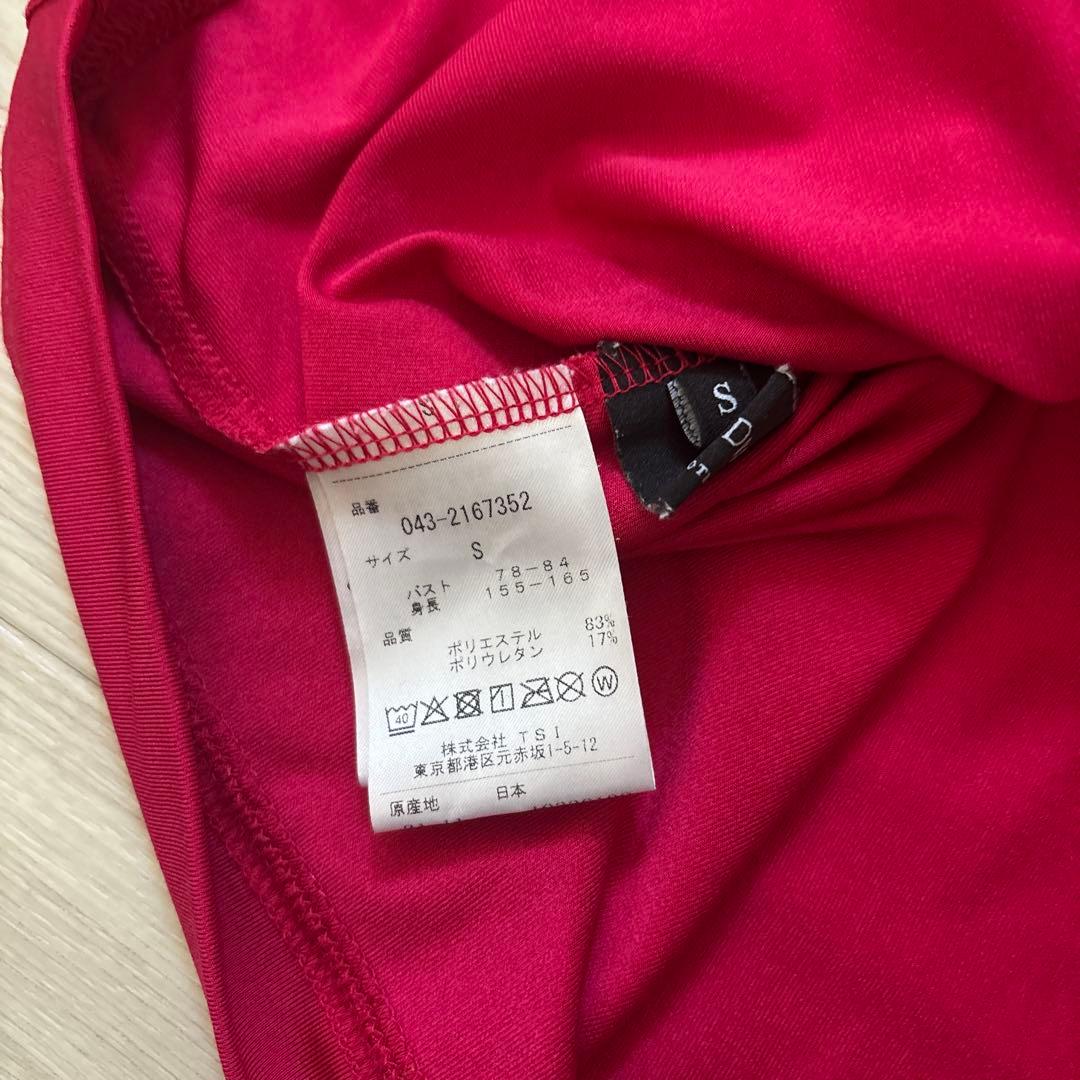 S
品番 043-2167352
サイズ S
バスト 78-84
身長 155-165
品質 ポリエステル 83%
ポリウレタン 17%
40
W
株式会社 TSI
東京都港区元赤坂1-5-12
原産地 日本
S D